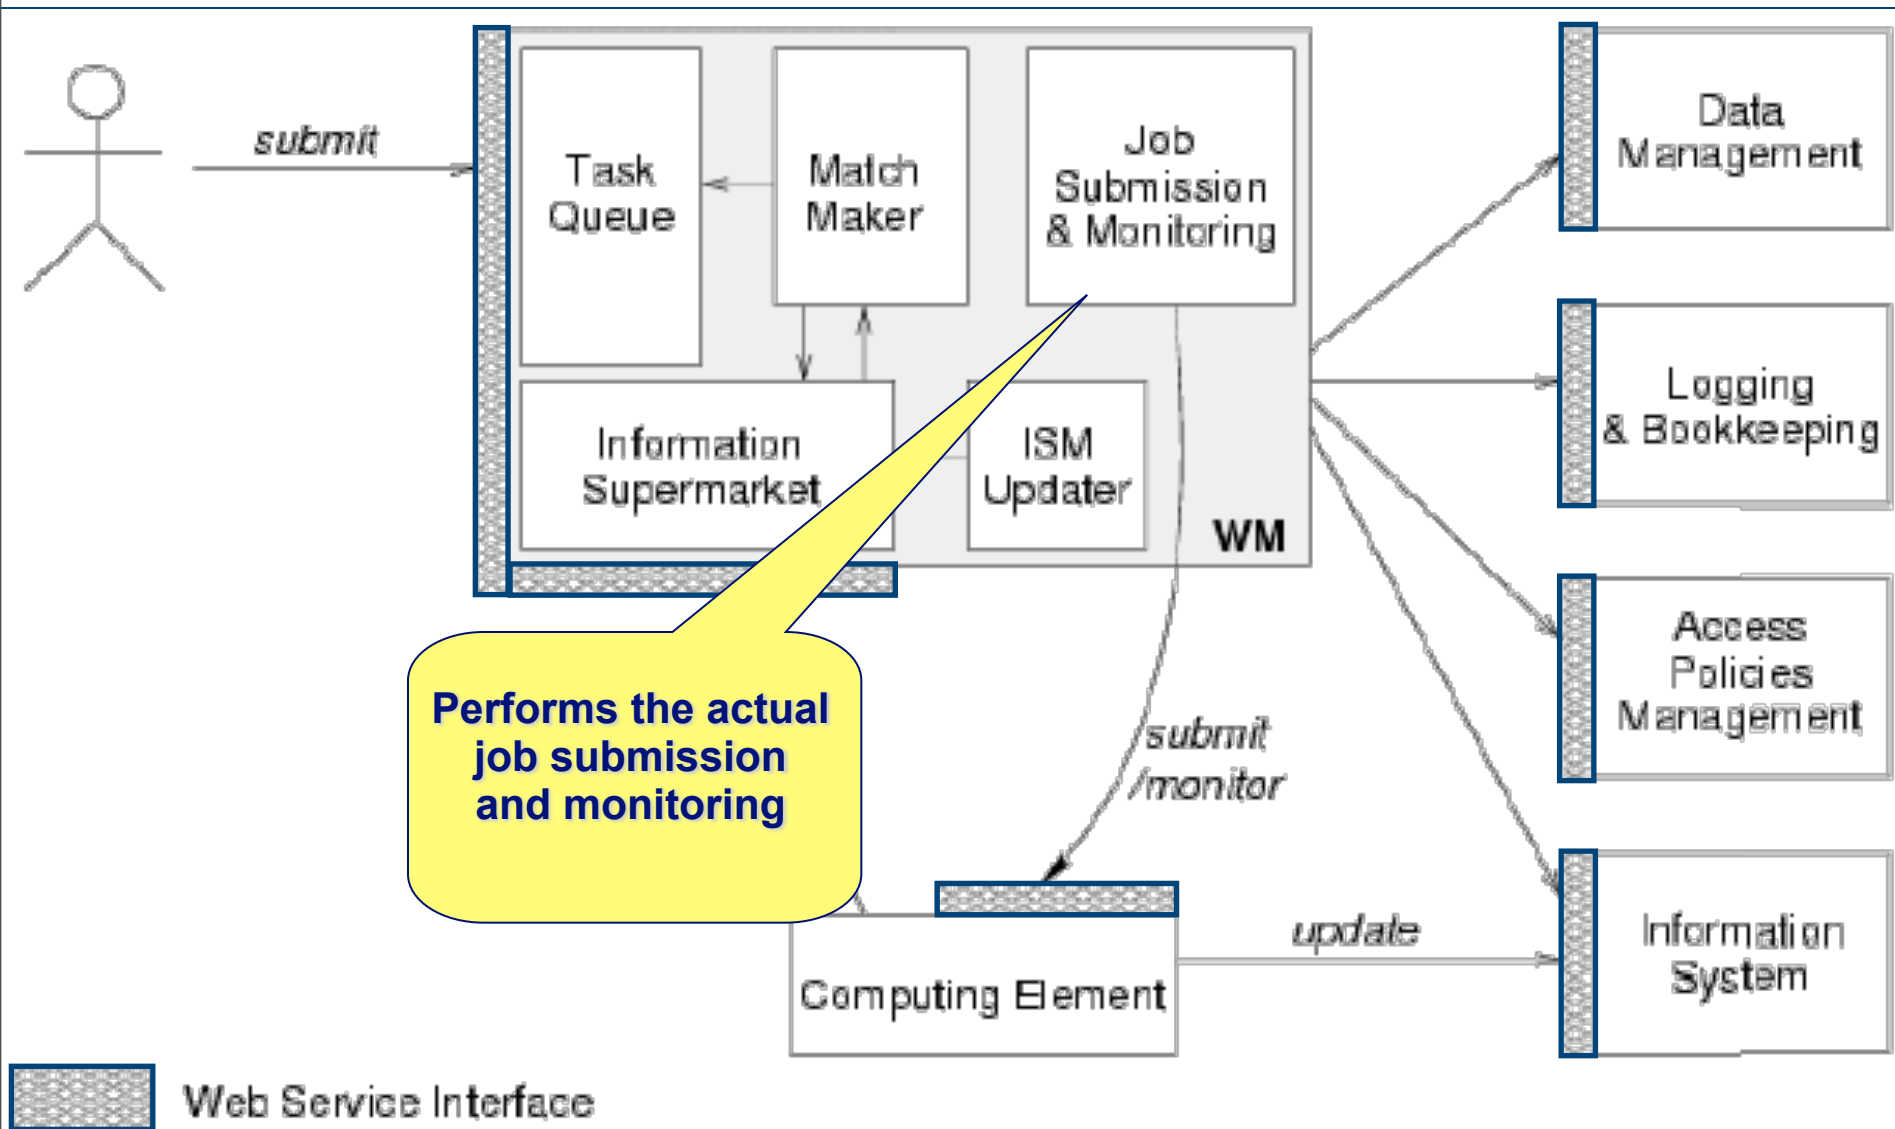 submit
Task
Queue
Match
Maker
Job
Submission
& Monitoring
Information
Supermarket
ISM
Updater
WM
Data
Management
Logging
& Bookkeeping
Access
Policies
Management
Information
System
Performs the actual
job submission
and monitoring
submit
/monitor
update
Computing Element
Web Service Interface